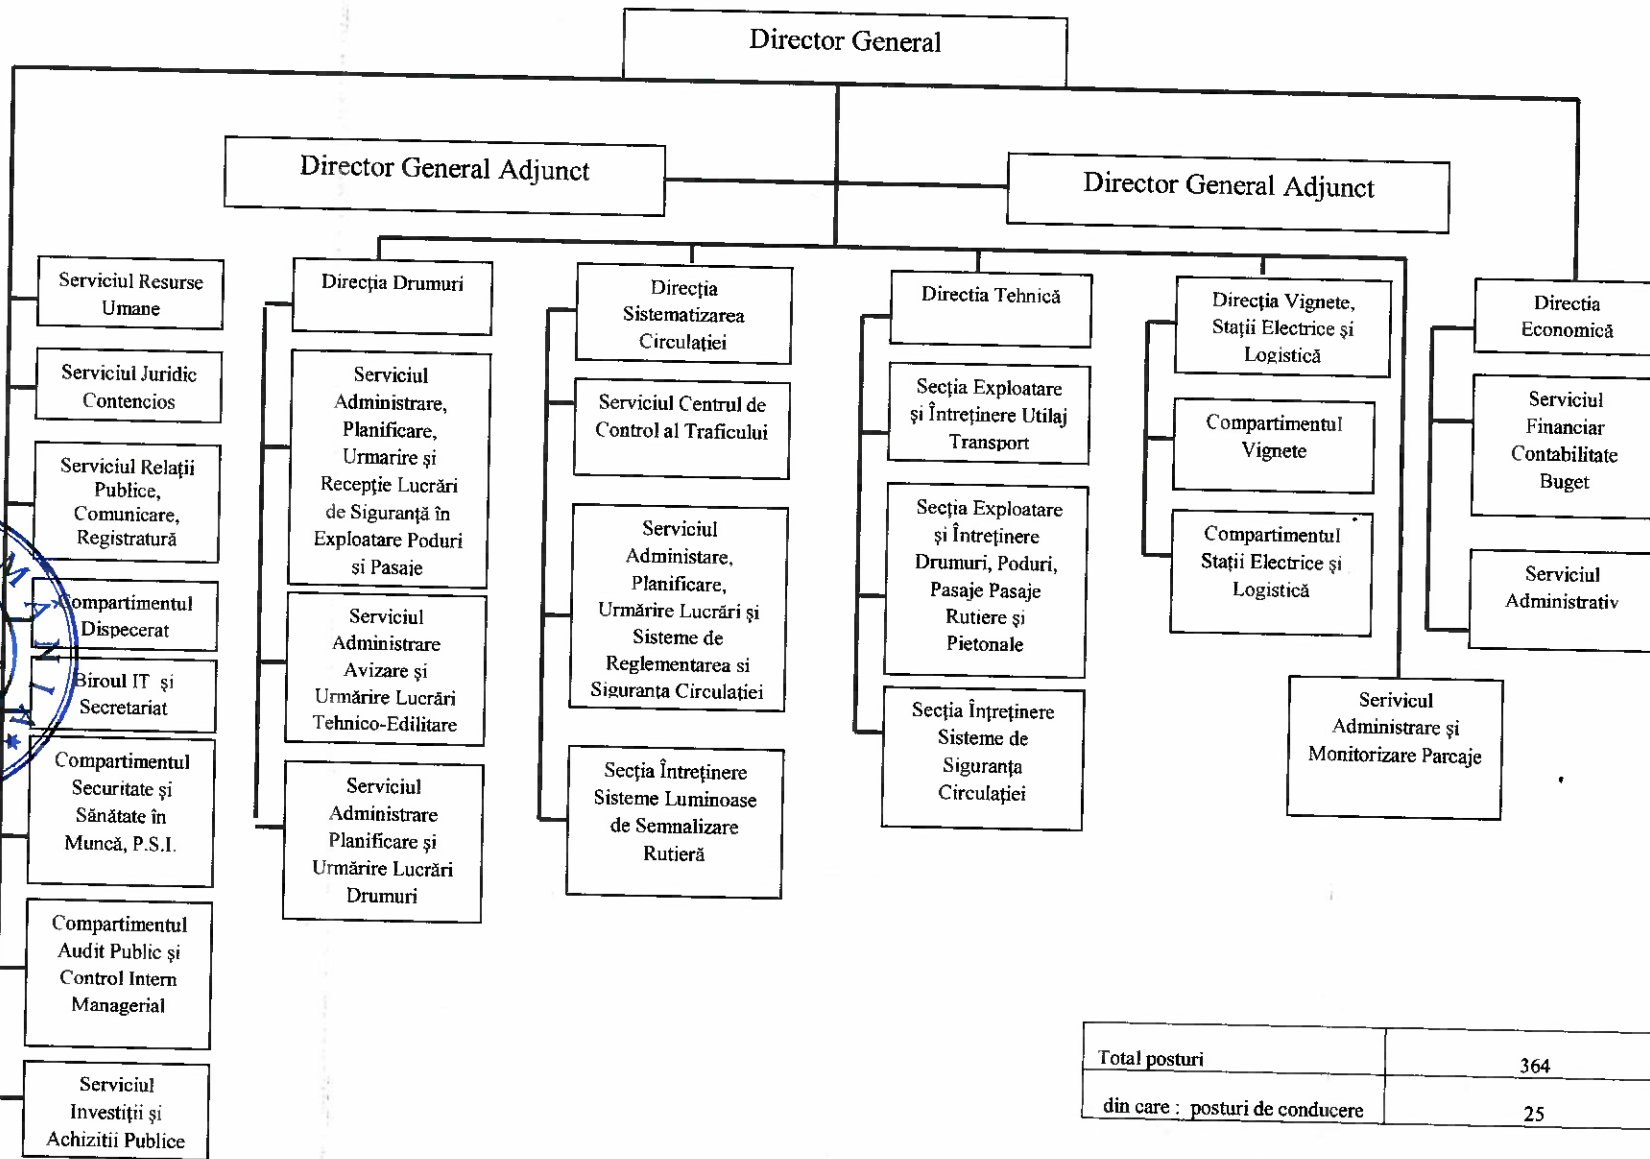 Director General
Director General Adjunct
Director General Adjunct
Serviciul Resurse
Umane
Serviciul Juridic
Contencios
Serviciul Relații
Publice,
Comunicare,
Registratură
Compartimentul
Dispecerat
Biroul IT și
Secretariat
Compartimentul
Securitate și
Sănătate în
Muncă, P.S.I.
Compartimentul
Audit Public și
Control Intern
Managerial
Serviciul
Investiții și
Achizitii Publice
Direcția Drumuri
Serviciul
Administrare,
Planificare,
Urmarire și
Recepție Lucrări
de Siguranță în
Exploatare Poduri
și Pasaje
Serviciul
Administrare
Avizare și
Urmărire Lucrări
Tehnico-Edilitare
Serviciul
Administrare
Planificare și
Urmărire Lucrări
Drumuri
Direcția
Sistematizarea
Circulației
Serviciul Centrul de
Control al Traficului
Serviciul
Administare,
Planificare,
Urmărire Lucrări și
Sisteme de
Reglementarea si
Siguranta Circulației
Secția Întreținere
Sisteme Luminoase
de Semnalizare
Rutieră
Directia Tehnică
Secția Exploatare
și Întreținere Utilaj
Transport
Secția Exploatare
și Întreținere
Drumuri, Poduri,
Pasaje Pasaje
Rutiere și
Pietonale
Secția Întreținere
Sisteme de
Siguranța
Circulației
Direcția Vignete,
Stații Electrice și
Logistică
Compartimentul
Vignete
Compartimentul
Stații Electrice și
Logistică
Serivicul
Administrare și
Monitorizare Parcaje
Directia
Economică
Serviciul
Financiar
Contabilitate
Buget
Serviciul
Administrativ
Total posturi 364
din care : posturi de conducere 25